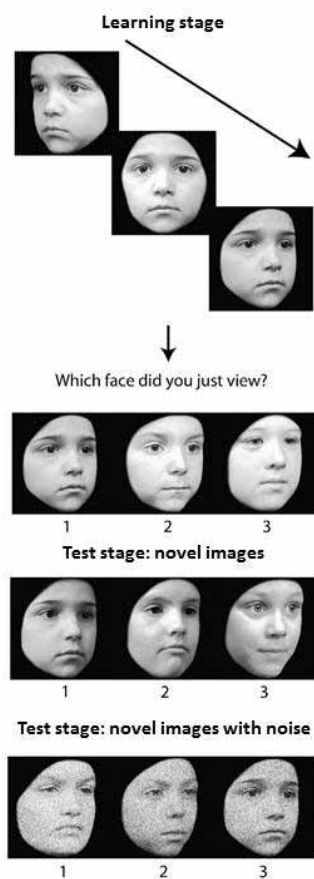 Learning stage
Which face did you just view?
1 2 3
Test stage: novel images
1 2 3
Test stage: novel images with noise
1 2 3